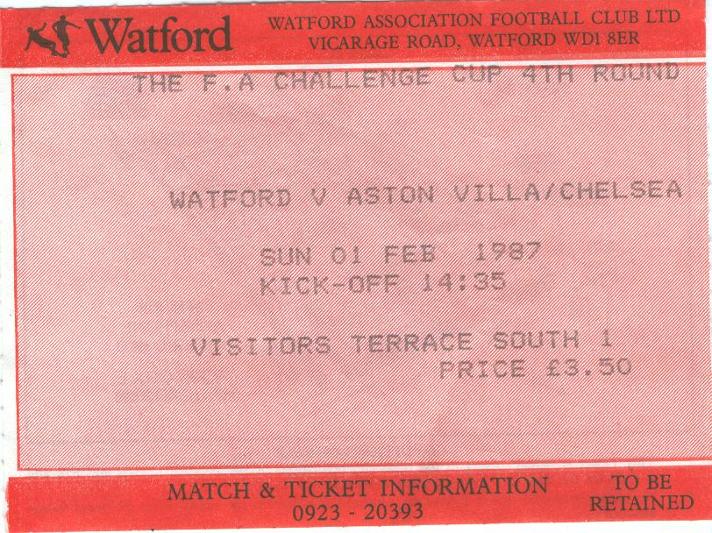 Watford
WATFORD ASSOCIATION FOOTBALL CLUB LTD
VICARAGE ROAD, WATFORD WD1 8ER
THE F.A CHALLENGE CUP 4TH ROUND
WATFORD V ASTON VILLA/CHELSEA
SUN 01 FEB 1987
KICK-OFF 14:35
VISITORS TERRACE SOUTH 1
PRICE £3.50
MATCH & TICKET INFORMATION
0923 - 20393
TO BE
RETAINED